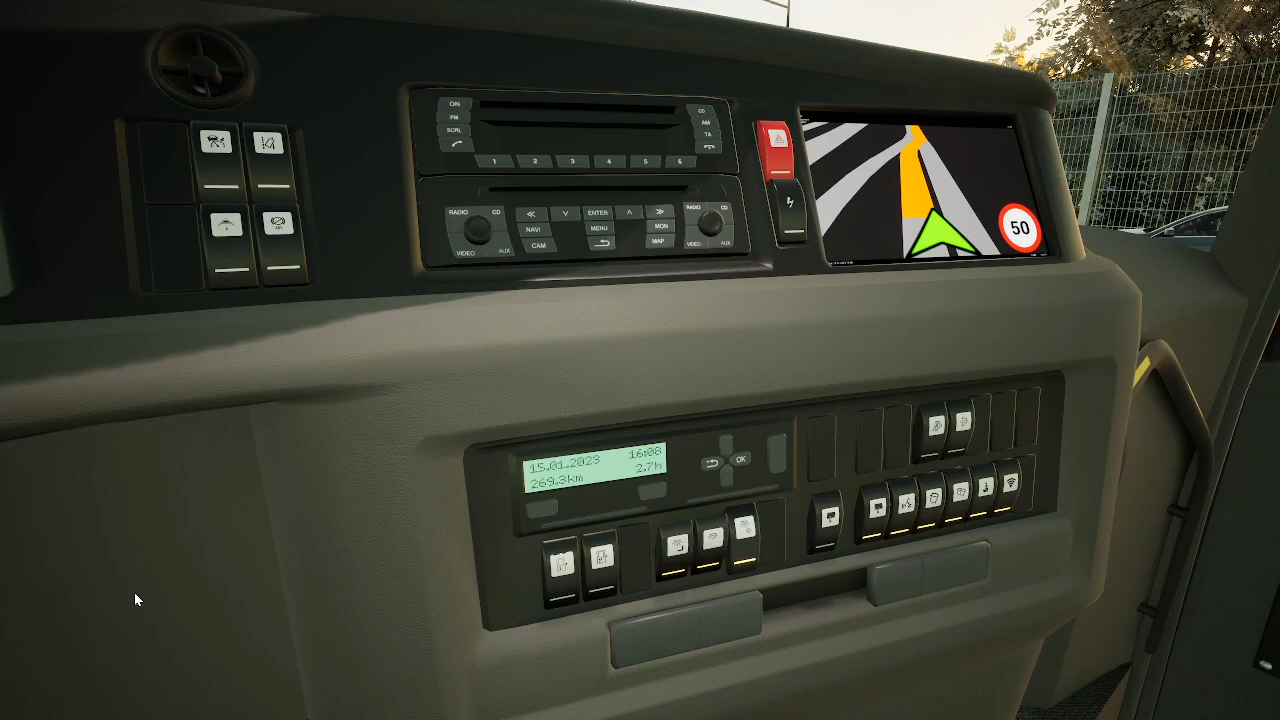 ON
FM
SCRL
CD
AM
TA
1 2 3 4 5 6
RADIO CD
VIDEO AUX
ENTER
NAVI MENU MON
CAM MAP
RADIO CD
VIDEO AUX
50
15.01.2023 16:08
269.3km 2.7h
OK